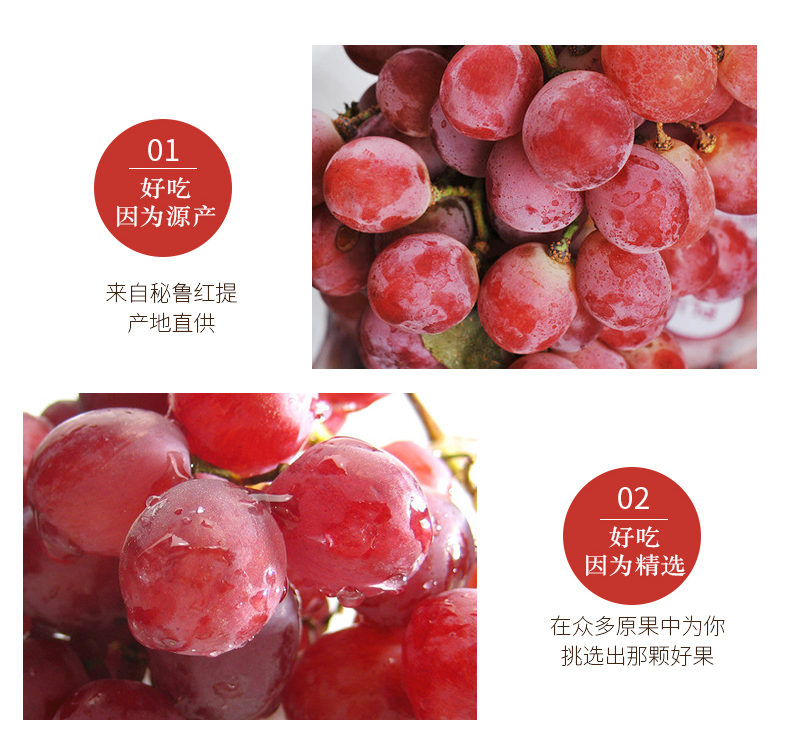 01
好吃
因为源产
来自秘鲁红提
产地直供
02
好吃
因为精选
在众多原果中为你
挑选出那颗好果